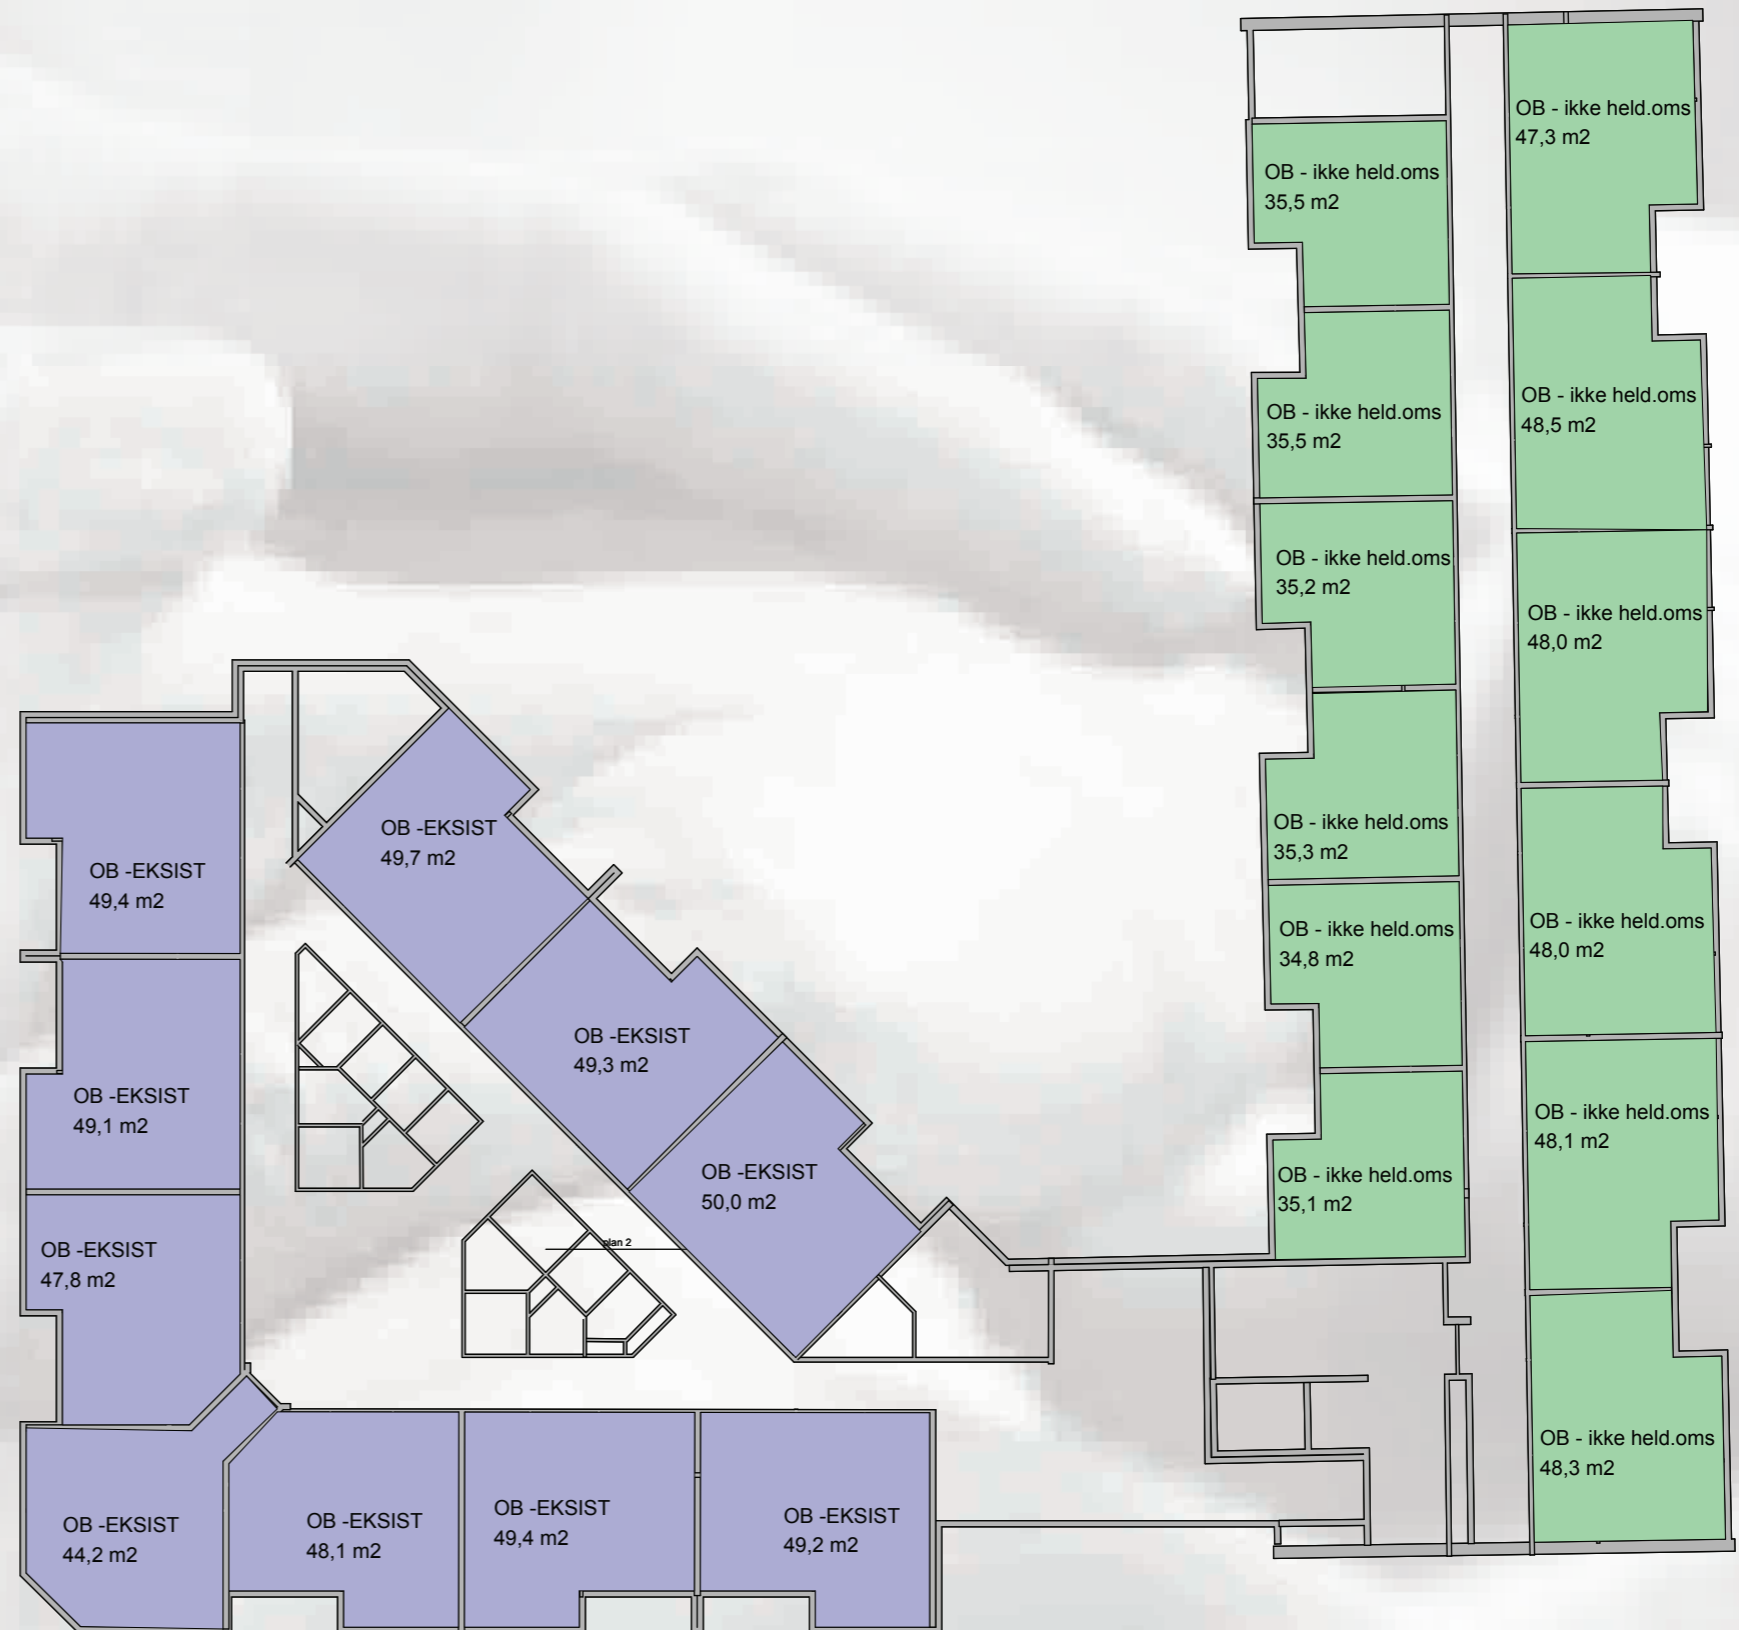 OB - ikke held.oms
47,3 m2
OB - ikke held.oms
35,5 m2
OB - ikke held.oms
48,5 m2
OB - ikke held.oms
35,5 m2
OB - ikke held.oms
35,2 m2
OB - ikke held.oms
48,0 m2
OB - ikke held.oms
35,3 m2
OB - ikke held.oms
48,0 m2
OB - ikke held.oms
34,8 m2
OB - ikke held.oms
48,1 m2
OB - ikke held.oms
35,1 m2
OB - ikke held.oms
48,3 m2
OB -EKSIST
49,7 m2
OB -EKSIST
49,4 m2
OB -EKSIST
49,3 m2
OB -EKSIST
49,1 m2
OB -EKSIST
50,0 m2
plan 2
OB -EKSIST
47,8 m2
OB -EKSIST
44,2 m2
OB -EKSIST
48,1 m2
OB -EKSIST
49,4 m2
OB -EKSIST
49,2 m2